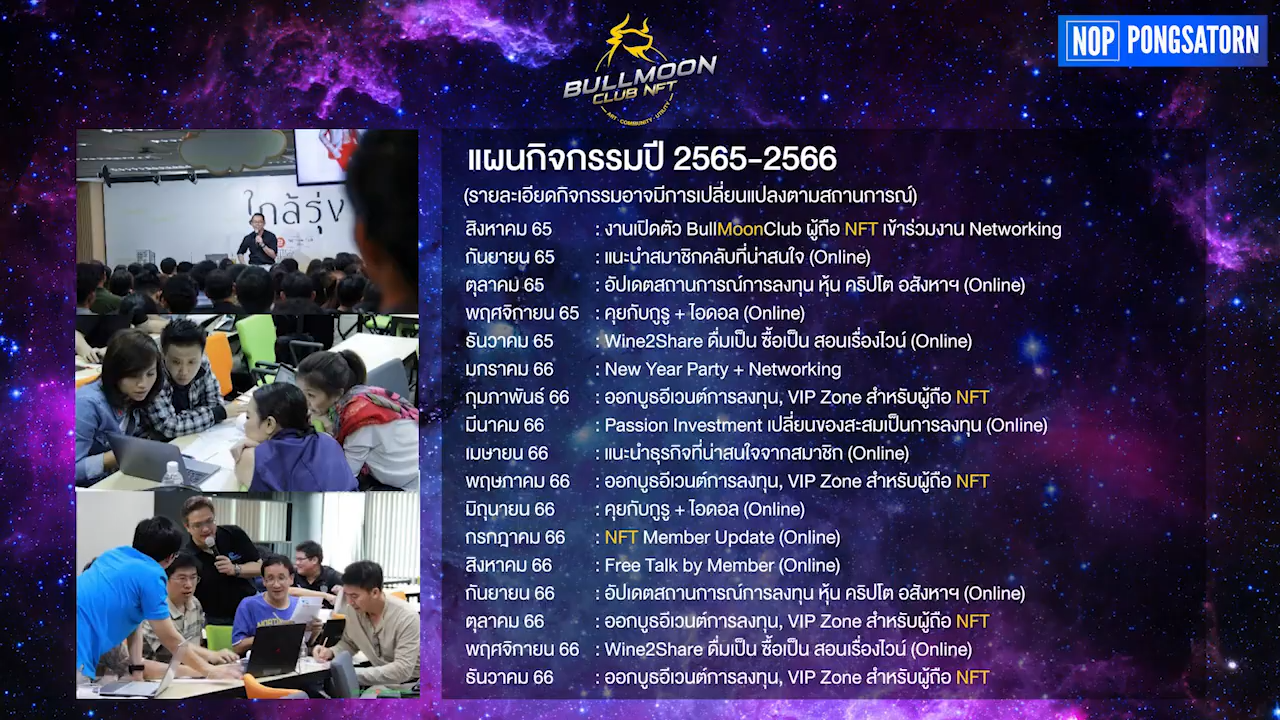 BULLMOON
CLUB NFT
ART · COMMUNITY · UTILITY
NOP PONGSATORN
ใกล้รุ่ง
แผนกิจกรรมปี 2565-2566
(รายละเอียดกิจกรรมอาจมีการเปลี่ยนแปลงตามสถานการณ์)
สิงหาคม 65 : งานเปิดตัว BullMoonClub ผู้ถือ NFT เข้าร่วมงาน Networking
กันยายน 65 : แนะนำสมาชิกคลับที่น่าสนใจ (Online)
ตุลาคม 65 : อัปเดตสถานการณ์การลงทุน หุ้น คริปโต อสังหาฯ (Online)
พฤศจิกายน 65 : คุยกับกูรู + ไอดอล (Online)
ธันวาคม 65 : Wine2Share ดื่มเป็น ซื้อเป็น สอนเรื่องไวน์ (Online)
มกราคม 66 : New Year Party + Networking
กุมภาพันธ์ 66 : ออกบูธอีเวนต์การลงทุน, VIP Zone สำหรับผู้ถือ NFT
มีนาคม 66 : Passion Investment เปลี่ยนของสะสมเป็นการลงทุน (Online)
เมษายน 66 : แนะนำธุรกิจที่น่าสนใจจากสมาชิก (Online)
พฤษภาคม 66 : ออกบูธอีเวนต์การลงทุน, VIP Zone สำหรับผู้ถือ NFT
มิถุนายน 66 : คุยกับกูรู + ไอดอล (Online)
กรกฎาคม 66 : NFT Member Update (Online)
สิงหาคม 66 : Free Talk by Member (Online)
กันยายน 66 : อัปเดตสถานการณ์การลงทุน หุ้น คริปโต อสังหาฯ (Online)
ตุลาคม 66 : ออกบูธอีเวนต์การลงทุน, VIP Zone สำหรับผู้ถือ NFT
พฤศจิกายน 66 : Wine2Share ดื่มเป็น ซื้อเป็น สอนเรื่องไวน์ (Online)
ธันวาคม 66 : ออกบูธอีเวนต์การลงทุน, VIP Zone สำหรับผู้ถือ NFT